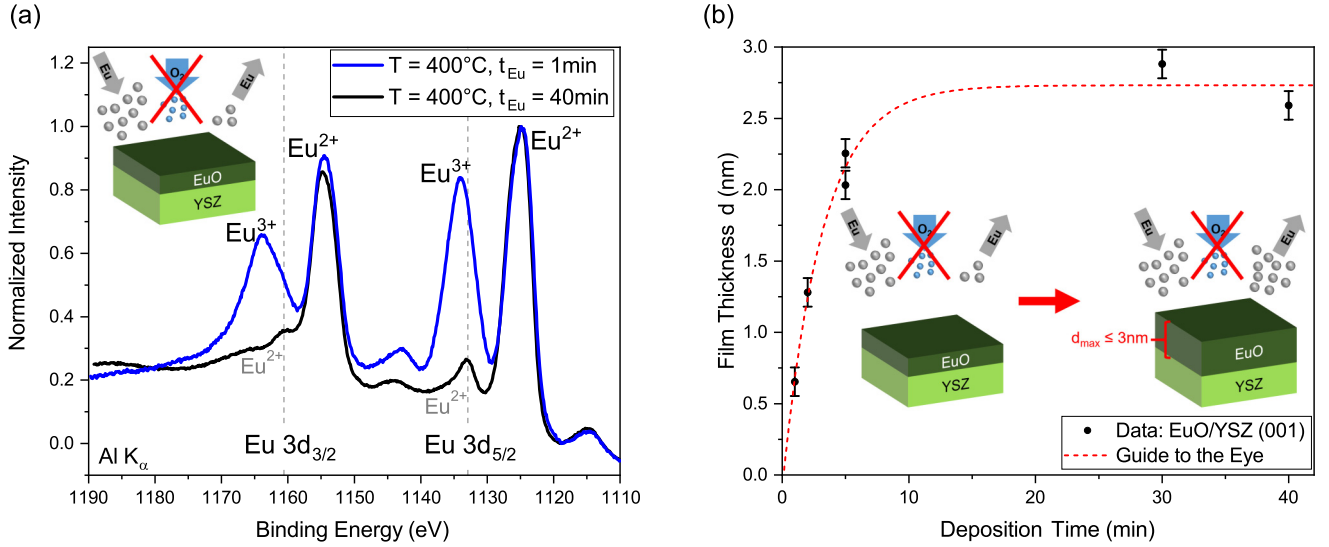 (a)
Normalized Intensity
1.2
1.0
0.8
0.6
0.4
0.2
0.0
T = 400°C, t_Eu = 1min
T = 400°C, t_Eu = 40min
Eu
O₂
Eu
EuO
YSZ
Eu³⁺
Eu²⁺
Eu³⁺
Eu²⁺
Eu²⁺
Eu²⁺
Eu 3d₃/₂
Eu 3d₅/₂
Al Kα
1190 1180 1170 1160 1150 1140 1130 1120 1110
Binding Energy (eV)
(b)
Film Thickness d (nm)
3.0
2.5
2.0
1.5
1.0
0.5
0.0
Eu
O₂
Eu
EuO
YSZ
Eu
O₂
Eu
dmax ≤ 3nm
EuO
YSZ
Data: EuO/YSZ (001)
Guide to the Eye
0 10 20 30 40
Deposition Time (min)